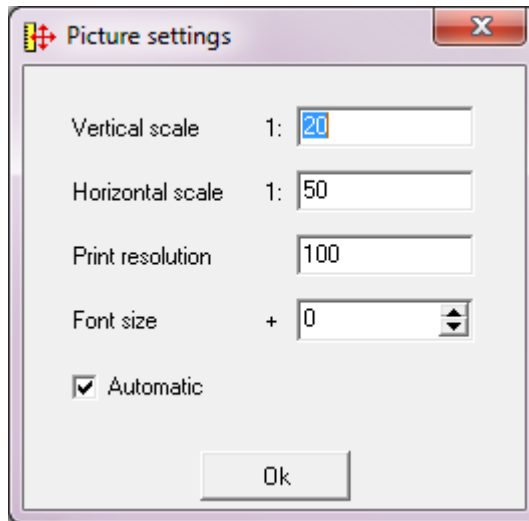 Picture settings
Vertical scale 1: 20
Horizontal scale 1: 50
Print resolution 100
Font size + 0
Automatic
Ok